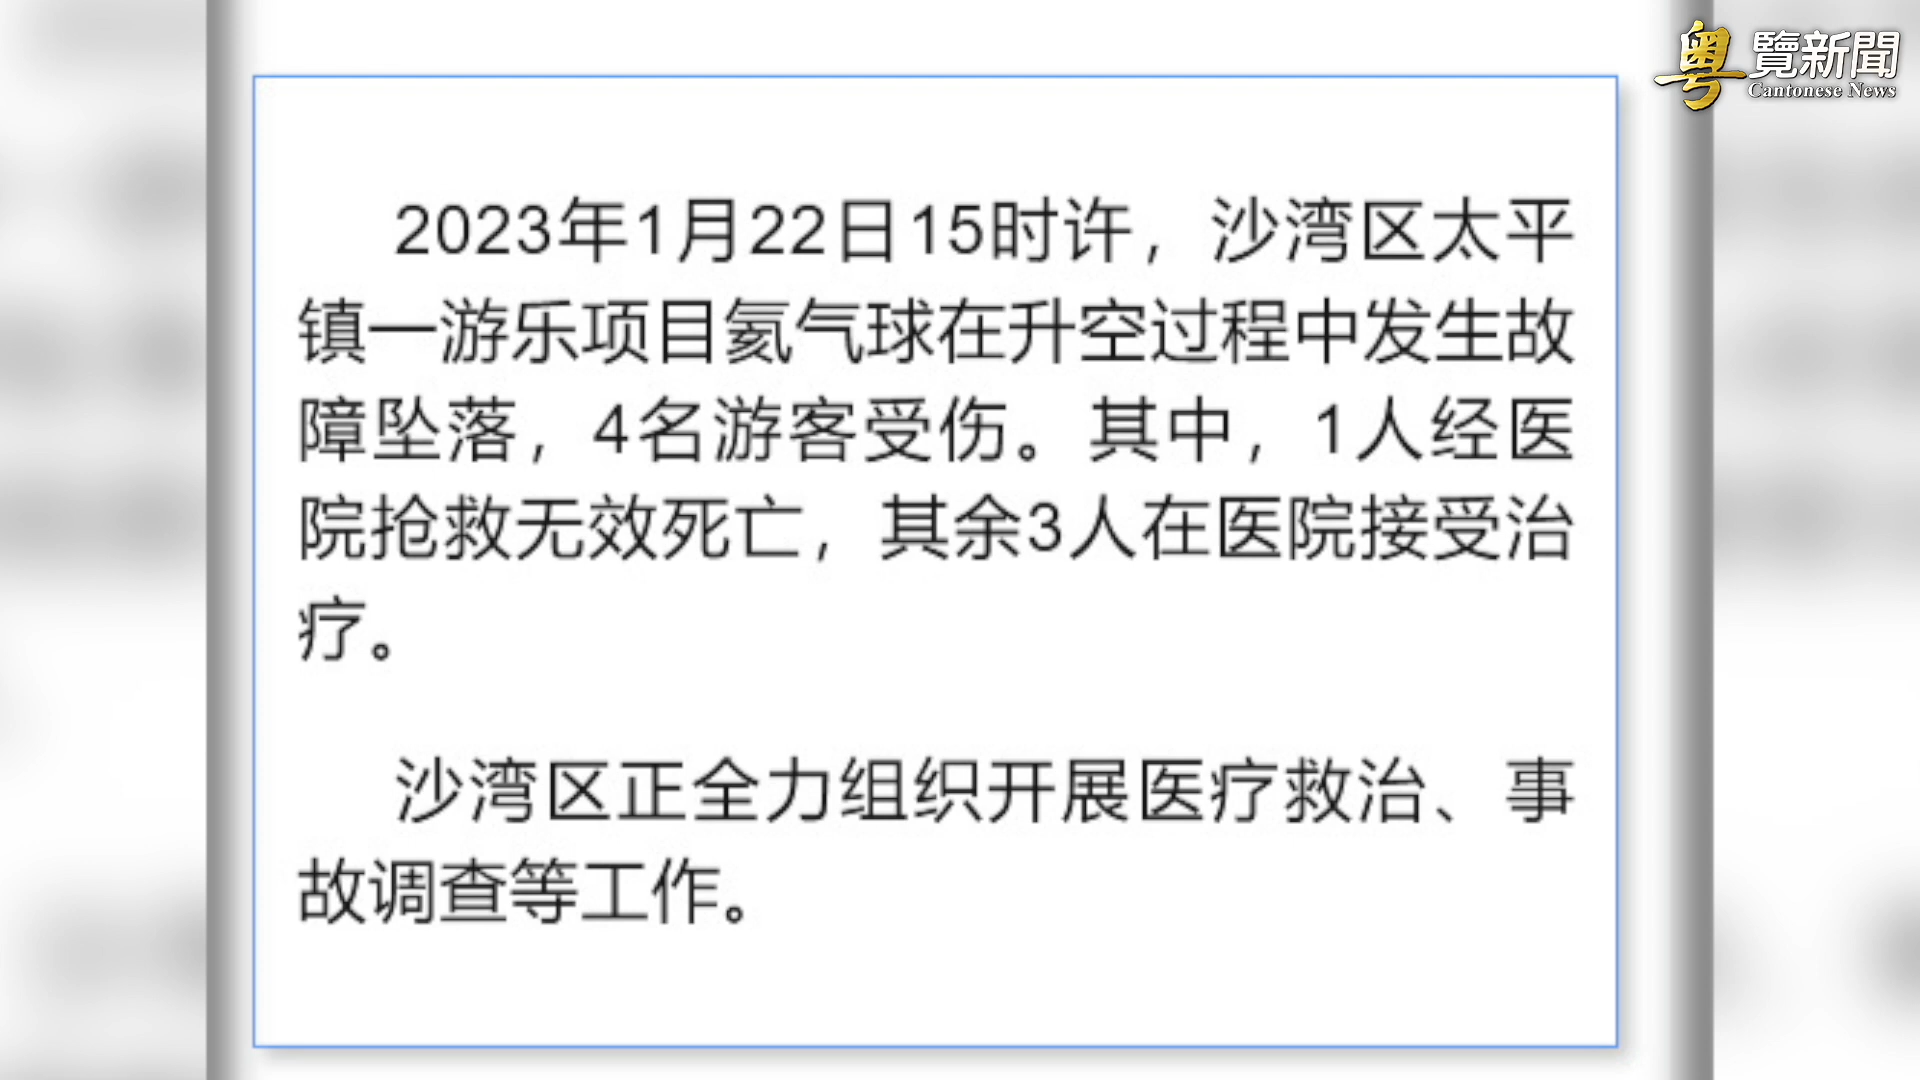 粤覽新聞
Cantonese News
2023年1月22日15时许，沙湾区太平
镇一游乐项目氦气球在升空过程中发生故
障坠落，4名游客受伤。其中，1人经医
院抢救无效死亡，其余3人在医院接受治
疗。
沙湾区正全力组织开展医疗救治、事
故调查等工作。